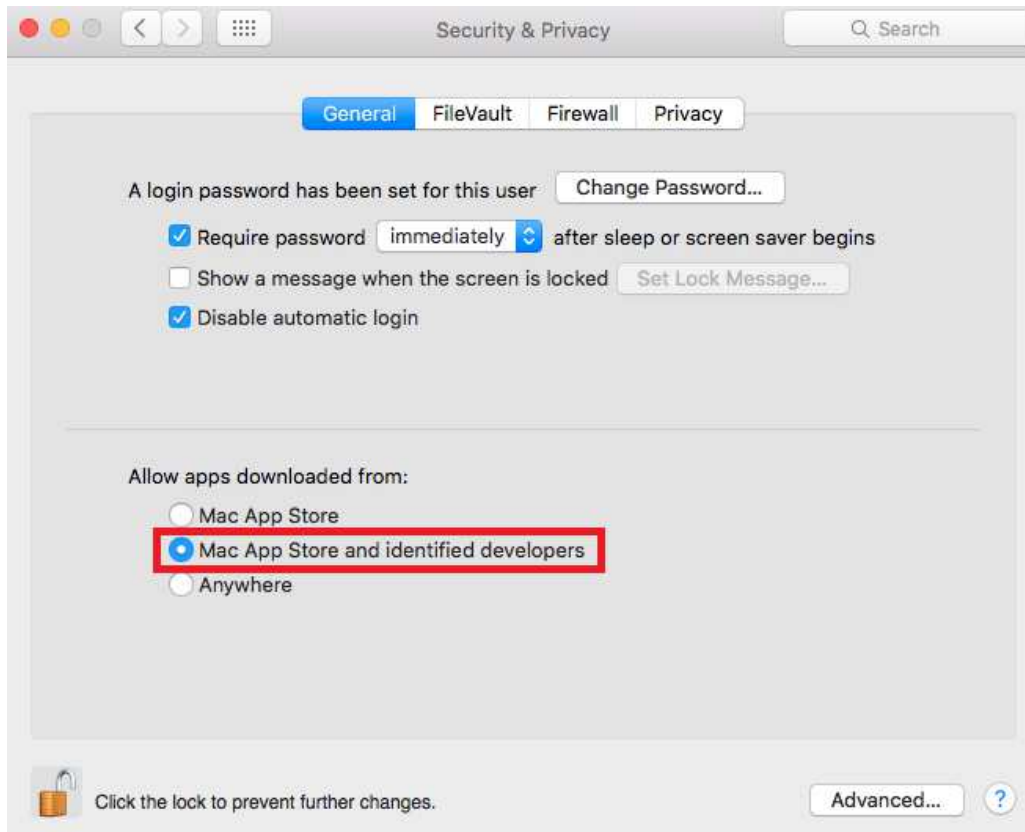 Security & Privacy
Search
General FileVault Firewall Privacy
A login password has been set for this user Change Password...
Require password immediately after sleep or screen saver begins
Show a message when the screen is locked Set Lock Message...
Disable automatic login
Allow apps downloaded from:
Mac App Store
Mac App Store and identified developers
Anywhere
Click the lock to prevent further changes.
Advanced... ?